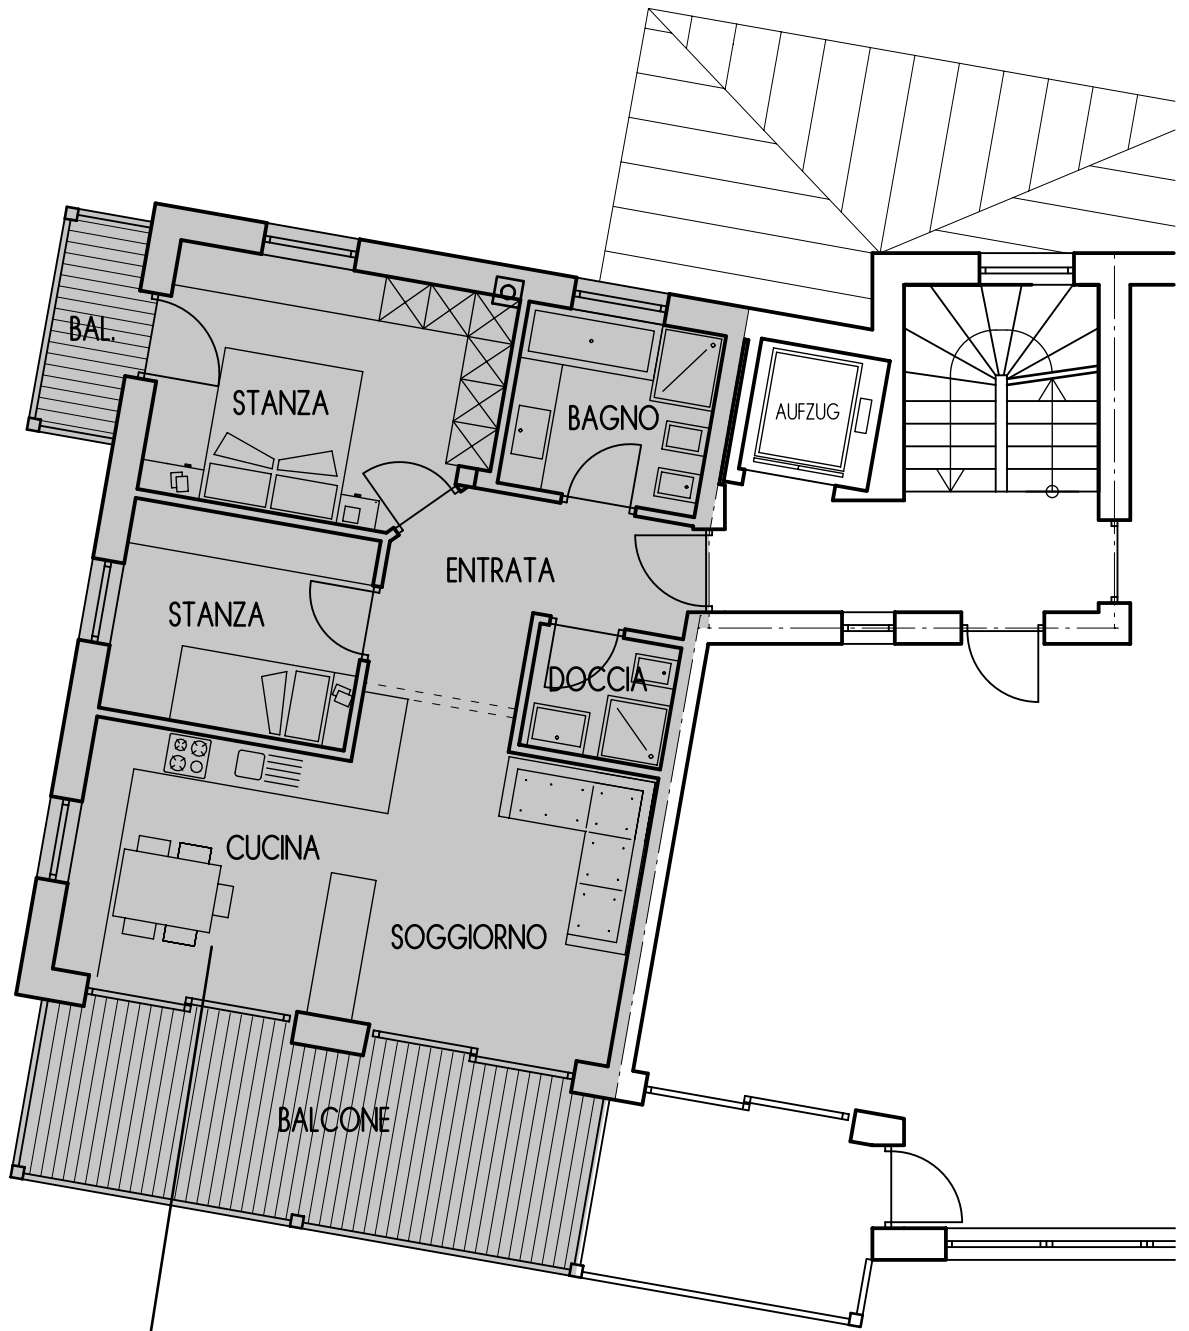 BAL.
STANZA
BAGNO
AUFZUG
ENTRATA
STANZA
DOCCIA
CUCINA
SOGGIORNO
BALCONE